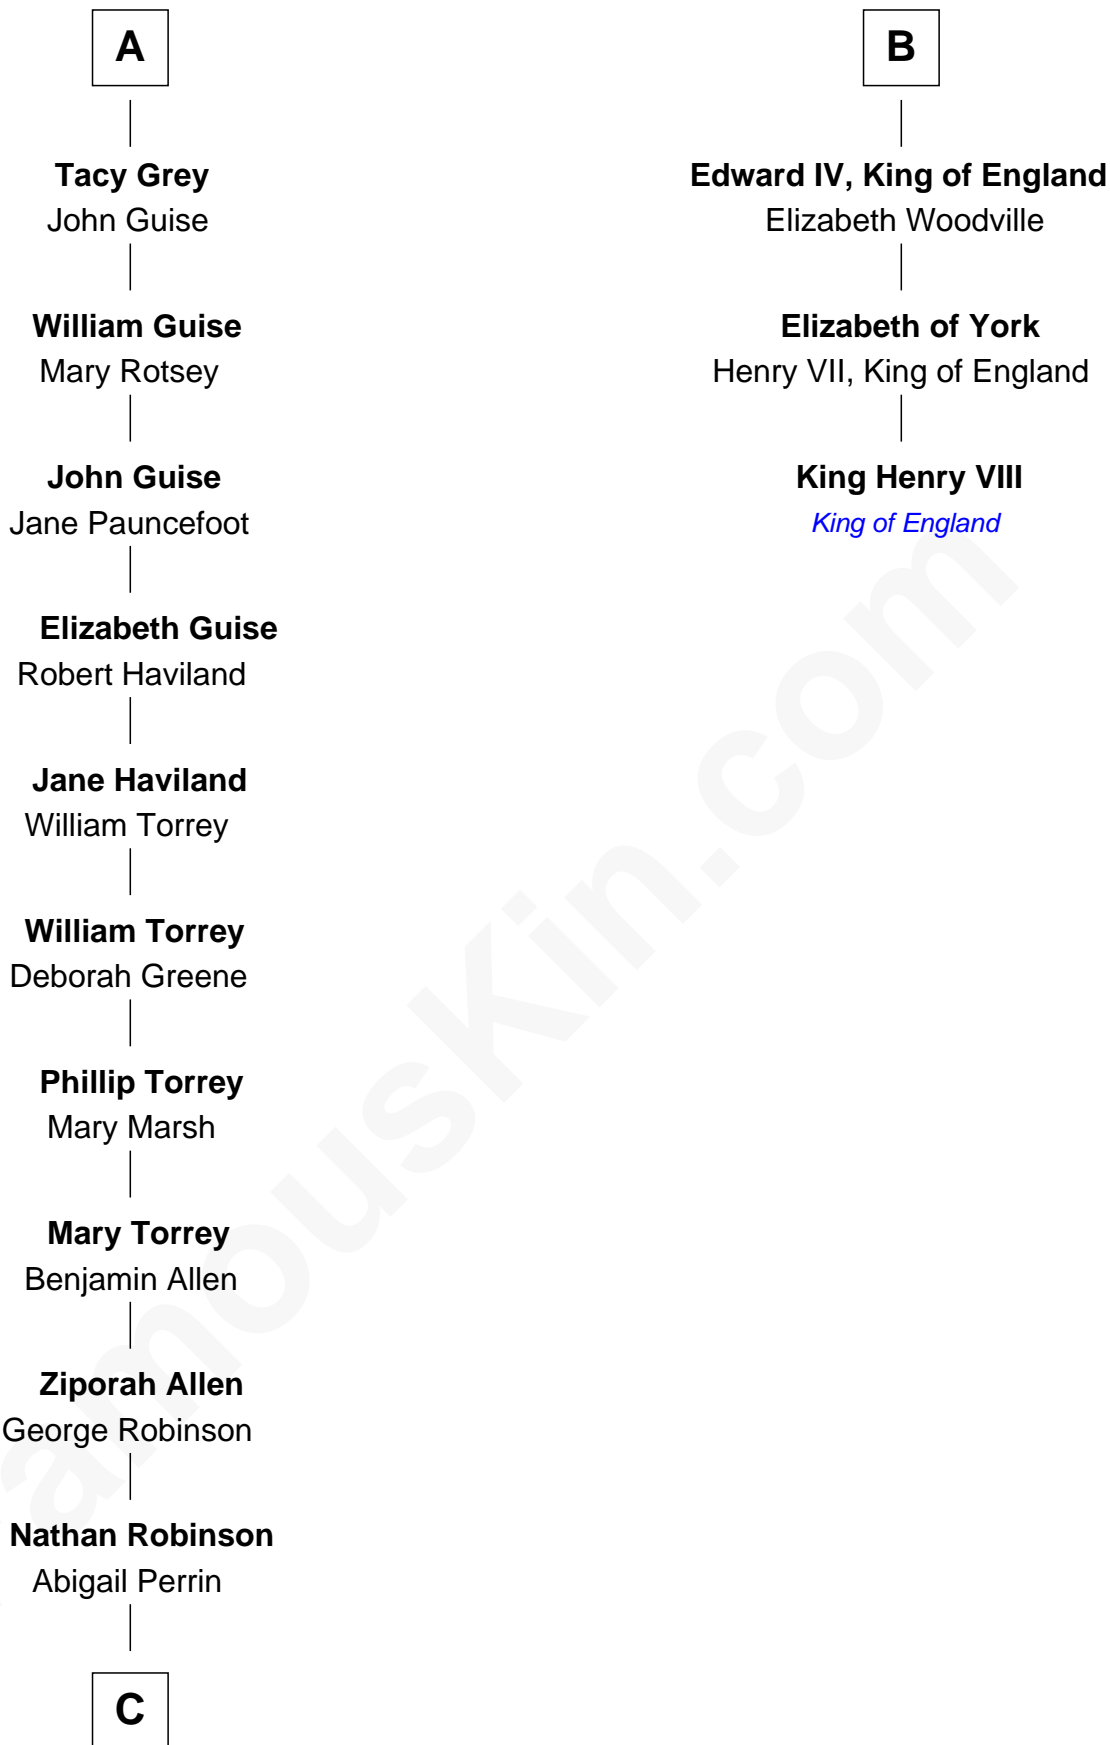 A
Tacy Grey
John Guise
William Guise
Mary Rotsey
John Guise
Jane Pauncefoot
Elizabeth Guise
Robert Haviland
Jane Haviland
William Torrey
William Torrey
Deborah Greene
Phillip Torrey
Mary Marsh
Mary Torrey
Benjamin Allen
Ziporah Allen
George Robinson
Nathan Robinson
Abigail Perrin
C
B
Edward IV, King of England
Elizabeth Woodville
Elizabeth of York
Henry VII, King of England
King Henry VIII
King of England
amouskin.com